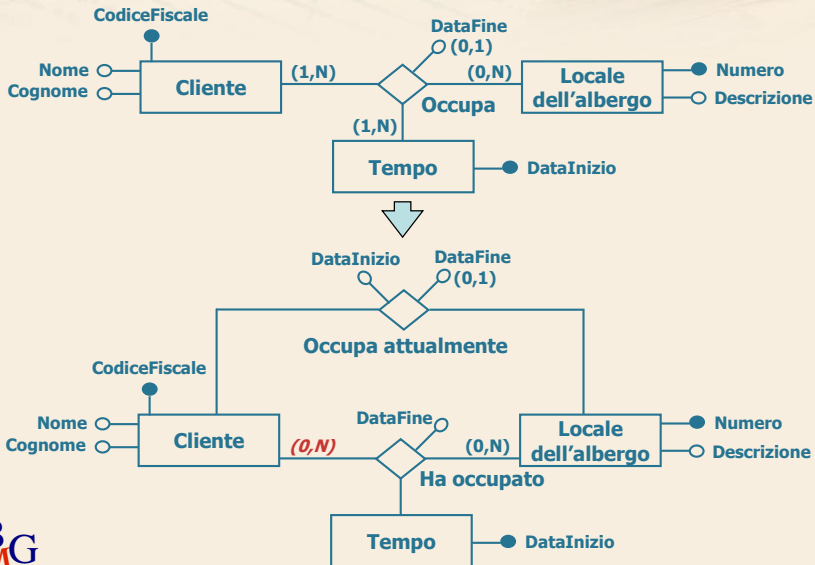 CodiceFiscale
DataFine
(0,1)
Nome
Cognome
Cliente
(1,N)
(0,N)
Occupa
Locale
dell'albergo
Numero
Descrizione
(1,N)
Tempo
DataInizio
DataInizio
DataFine
(0,1)
Occupa attualmente
CodiceFiscale
Nome
Cognome
Cliente
(0,N)
DataFine
(0,N)
Ha occupato
Locale
dell'albergo
Numero
Descrizione
Tempo
DataInizio